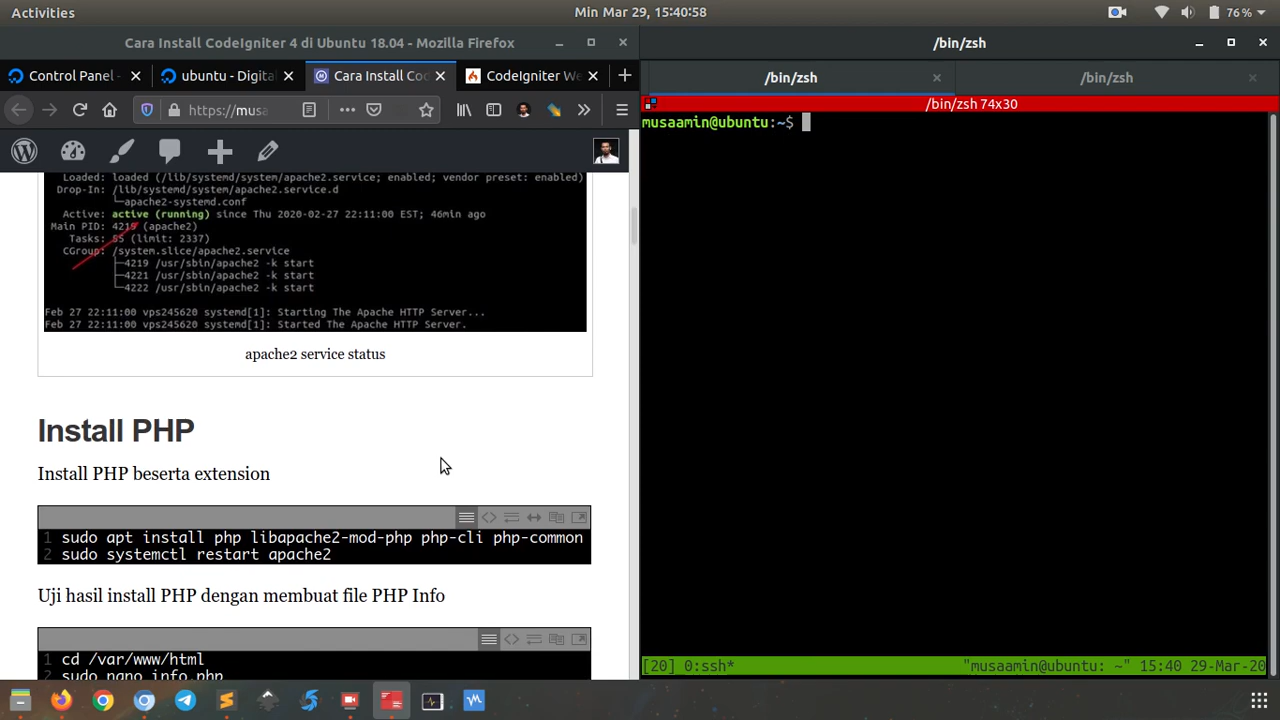 Activities
Min Mar 29, 15:40:58
76 %
Cara Install CodeIgniter 4 di Ubuntu 18.04 - Mozilla Firefox
/bin/zsh
Control Panel -
ubuntu - Digita
Cara Install Coc
CodeIgniter We
/bin/zsh
/bin/zsh
https://musa
/bin/zsh 74x30
musaamin@ubuntu:~$
Loaded: loaded (/lib/systemd/system/apache2.service; enabled; vendor preset: enabled)
Drop-In: /lib/systemd/system/apache2.service.d
└─apache2-systemd.conf
Active: active (running) since Thu 2020-02-27 22:11:00 EST; 46min ago
Main PID: 4219 (apache2)
Tasks: 55 (limit: 2337)
CGroup: /system.slice/apache2.service
├─4219 /usr/sbin/apache2 -k start
├─4221 /usr/sbin/apache2 -k start
└─4222 /usr/sbin/apache2 -k start
Feb 27 22:11:00 vps245620 systemd[1]: Starting The Apache HTTP Server...
Feb 27 22:11:00 vps245620 systemd[1]: Started The Apache HTTP Server.
apache2 service status
Install PHP
Install PHP beserta extension
1 sudo apt install php libapache2-mod-php php-cli php-common
2 sudo systemctl restart apache2
Uji hasil install PHP dengan membuat file PHP Info
1 cd /var/www/html
2 sudo nano info.php
[20] 0:ssh*
"musaamin@ubuntu: ~" 15:40 29-Mar-20